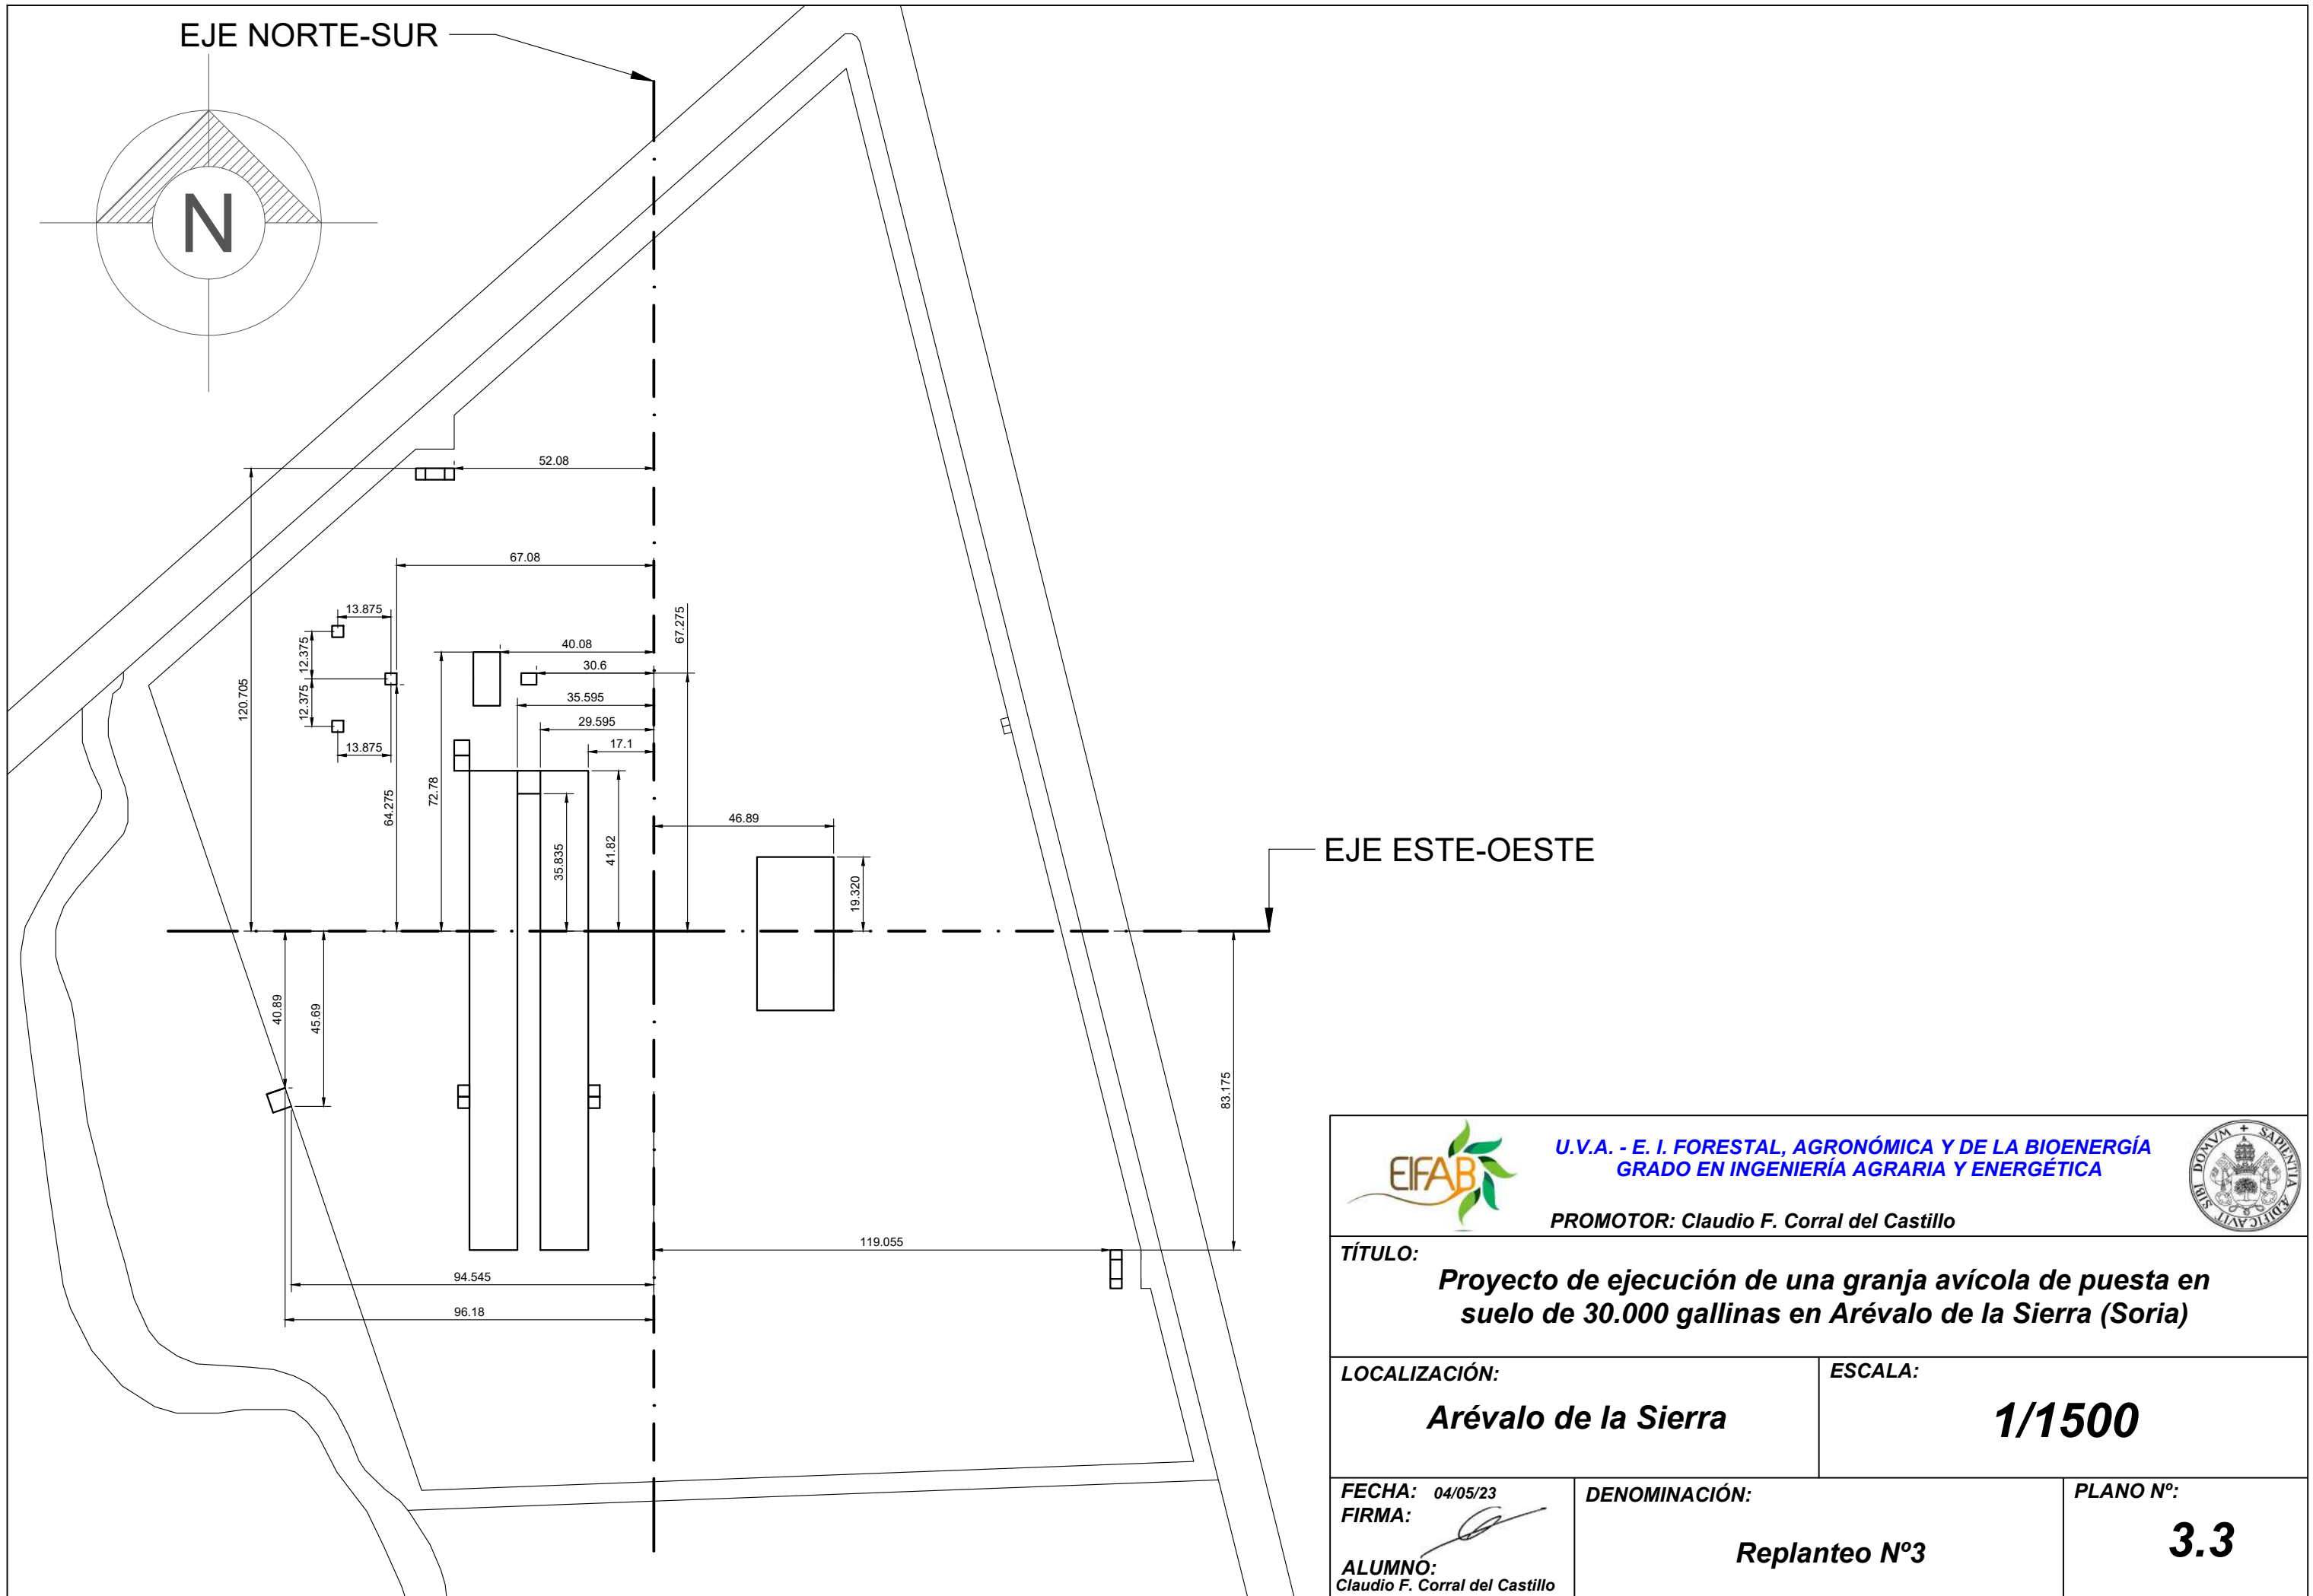 EJE NORTE-SUR
N
52.08
67.08
13.875
12.375
12.375
13.875
120.705
64.275
72.78
40.08
30.6
67.275
35.595
29.595
17.1
35.835
41.82
46.89
19.320
EJE ESTE-OESTE
40.89
45.69
83.175
119.055
94.545
96.18
EIFAB
U.V.A. - E. I. FORESTAL, AGRONÓMICA Y DE LA BIOENERGÍA
GRADO EN INGENIERÍA AGRARIA Y ENERGÉTICA
PROMOTOR: Claudio F. Corral del Castillo
SAPIENTIA ÆDIFICAVIT SIBI DOMVM
TÍTULO:
Proyecto de ejecución de una granja avícola de puesta en
suelo de 30.000 gallinas en Arévalo de la Sierra (Soria)
LOCALIZACIÓN:
Arévalo de la Sierra
ESCALA:
1/1500
FECHA: 04/05/23
FIRMA:
ALUMNO:
Claudio F. Corral del Castillo
DENOMINACIÓN:
Replanteo Nº3
PLANO Nº:
3.3